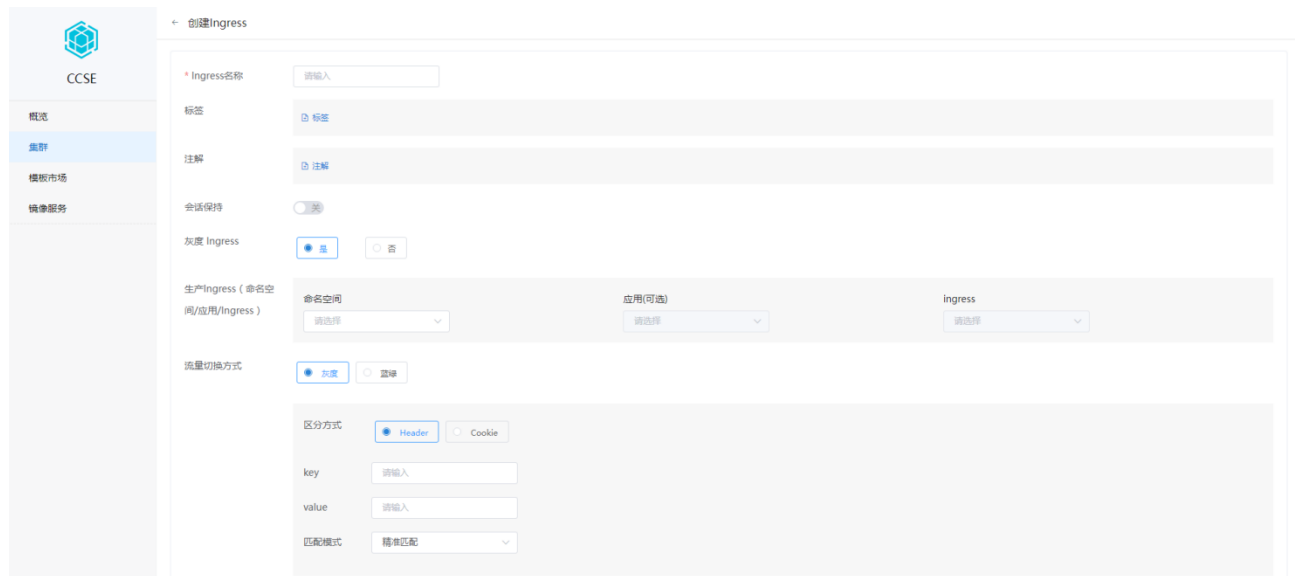 ← 创建Ingress
CCSE
概览
集群
模板市场
镜像服务
* Ingress名称 请输入
标签 标签
注解 注解
会话保持 关
灰度 Ingress 是 否
生产Ingress（命名空
间/应用/Ingress）
命名空间 应用(可选) ingress
请选择 请选择 请选择
流量切换方式 灰度 蓝绿
区分方式 Header Cookie
key 请输入
value 请输入
匹配模式 精准匹配